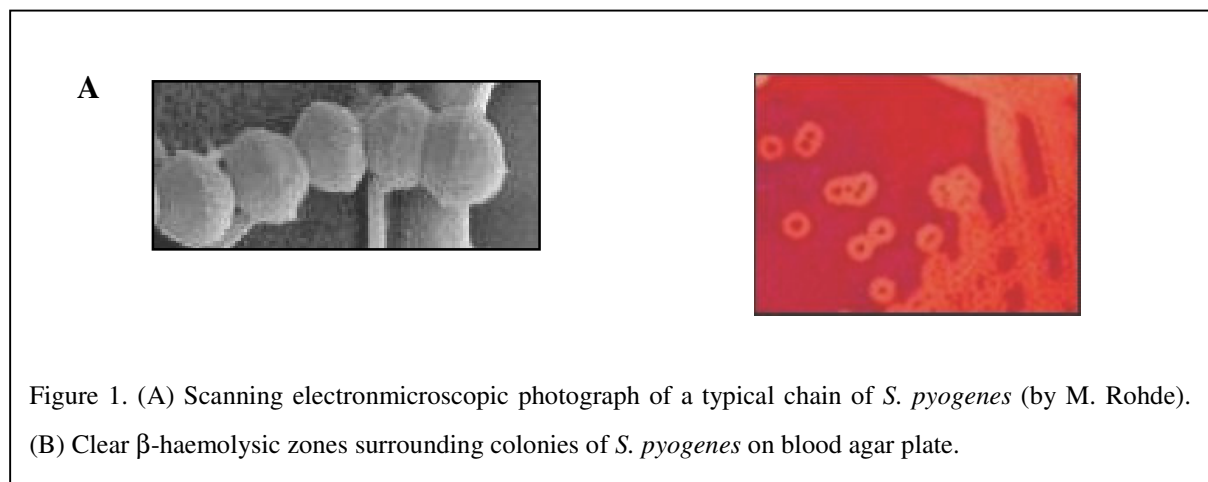 A
Figure 1. (A) Scanning electronmicroscopic photograph of a typical chain of S. pyogenes (by M. Rohde).
(B) Clear β-haemolysic zones surrounding colonies of S. pyogenes on blood agar plate.